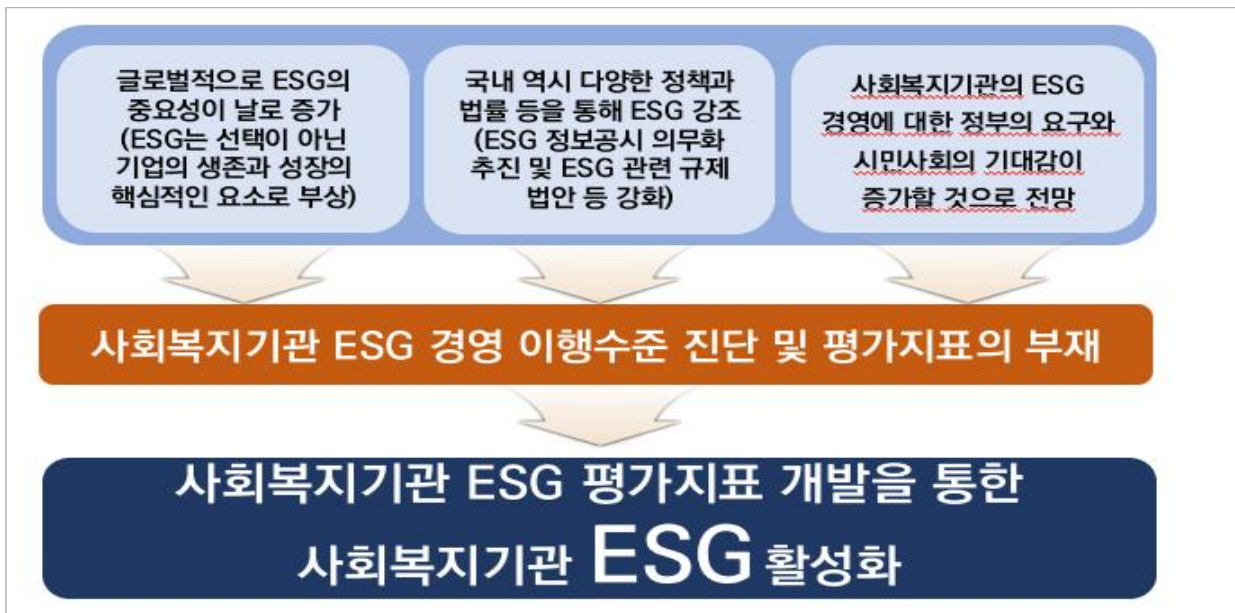 글로벌적으로 ESG의
중요성이 날로 증가
(ESG는 선택이 아닌
기업의 생존과 성장의
핵심적인 요소로 부상)
국내 역시 다양한 정책과
법률 등을 통해 ESG 강조
(ESG 정보공시 의무화
추진 및 ESG 관련 규제
법안 등 강화)
사회복지기관의 ESG
경영에 대한 정부의 요구와
시민사회의 기대감이
증가할 것으로 전망
사회복지기관 ESG 경영 이행수준 진단 및 평가지표의 부재
사회복지기관 ESG 평가지표 개발을 통한
사회복지기관 ESG 활성화